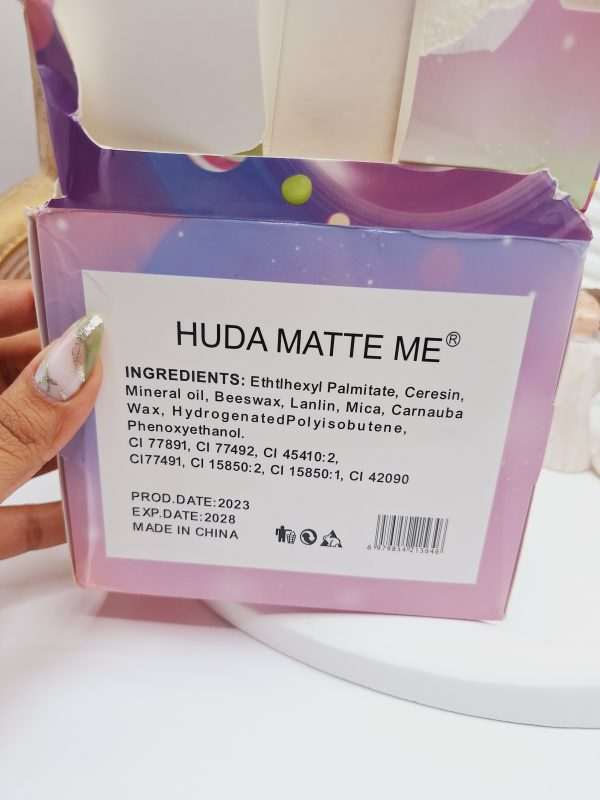 HUDA MATTE ME®
INGREDIENTS: Ethtlhexyl Palmitate, Ceresin,
Mineral oil, Beeswax, Lanlin, Mica, Carnauba
Wax, HydrogenatedPolyisobutene,
Phenoxyethanol.
CI 77891, CI 77492, CI 45410:2,
CI77491, CI 15850:2, CI 15850:1, CI 42090
PROD.DATE:2023
EXP.DATE:2028
MADE IN CHINA